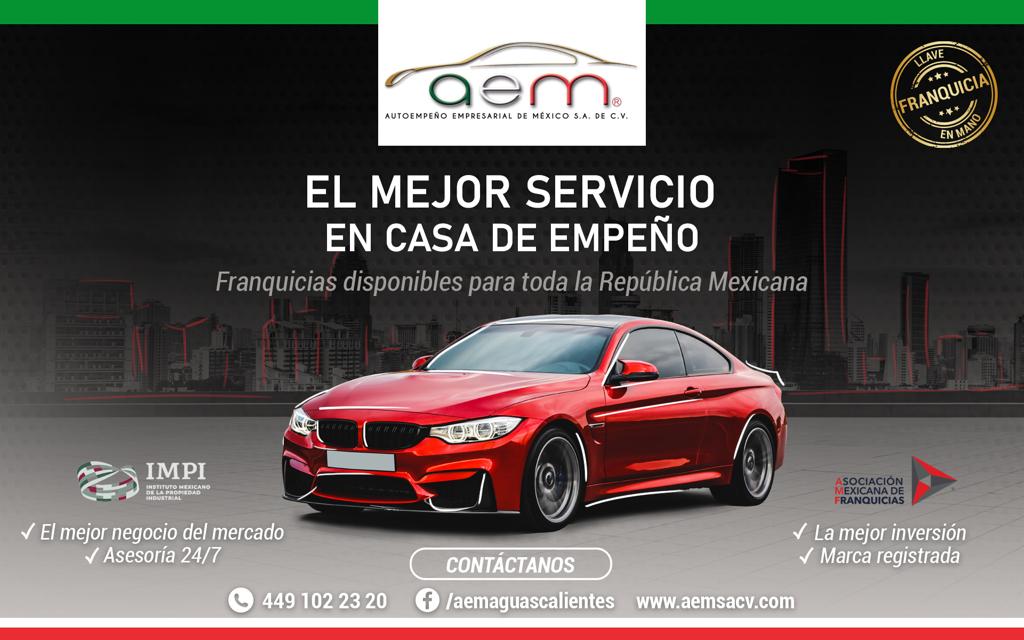 aem®
AUTOEMPEÑO EMPRESARIAL DE MÉXICO S.A. DE C.V.
LLAVE
FRANQUICIA
EN MANO
EL MEJOR SERVICIO
EN CASA DE EMPEÑO
Franquicias disponibles para toda la República Mexicana
IMPI
INSTITUTO MEXICANO
DE LA PROPIEDAD
INDUSTRIAL
✓ El mejor negocio del mercado
✓ Asesoría 24/7
ASOCIACIÓN
MEXICANA DE
FRANQUICIAS
✓ La mejor inversión
✓ Marca registrada
CONTÁCTANOS
449 102 23 20
/aemaguascalientes
www.aemsacv.com